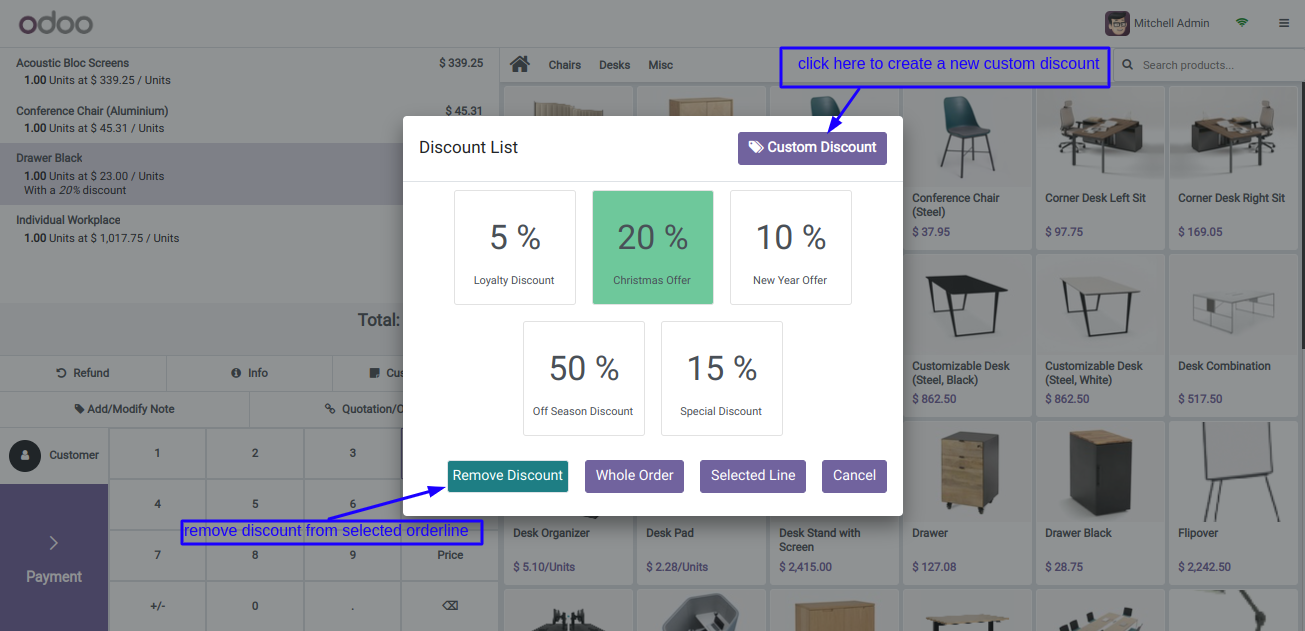 odoo
Mitchell Admin
Acoustic Bloc Screens
$ 339.25
1.00 Units at $ 339.25 / Units
Conference Chair (Aluminium)
$ 45.31
1.00 Units at $ 45.31 / Units
Drawer Black
1.00 Units at $ 23.00 / Units
With a 20% discount
Individual Workplace
1.00 Units at $ 1,017.75 / Units
Total:
Refund
Info
Cus
Add/Modify Note
Quotation/O
Customer
1
2
3
4
5
6
7
8
9
Price
+/-
0
.
Payment
Chairs
Desks
Misc
click here to create a new custom discount
Search products...
Discount List
Custom Discount
5 %
Loyalty Discount
20 %
Christmas Offer
10 %
New Year Offer
50 %
Off Season Discount
15 %
Special Discount
Remove Discount
Whole Order
Selected Line
Cancel
remove discount from selected orderline
Conference Chair
(Steel)
$ 37.95
Corner Desk Left Sit
$ 97.75
Corner Desk Right Sit
$ 169.05
Customizable Desk
(Steel, Black)
$ 862.50
Customizable Desk
(Steel, White)
$ 862.50
Desk Combination
$ 517.50
Desk Organizer
$ 5.10/Units
Desk Pad
$ 2.28/Units
Desk Stand with
Screen
$ 2,415.00
Drawer
$ 127.08
Drawer Black
$ 28.75
Flipover
$ 2,242.50